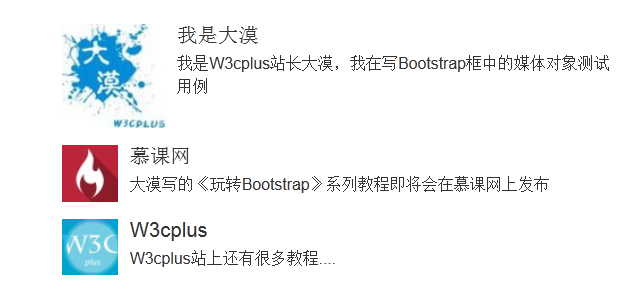 大漠
W3CPLUS
我是大漠
我是W3cplus站长大漠，我在写Bootstrap框中的媒体对象测试
用例
慕课网
大漠写的《玩转Bootstrap》系列教程即将会在慕课网上发布
W3C
plus
W3cplus
W3cplus站上还有很多教程....